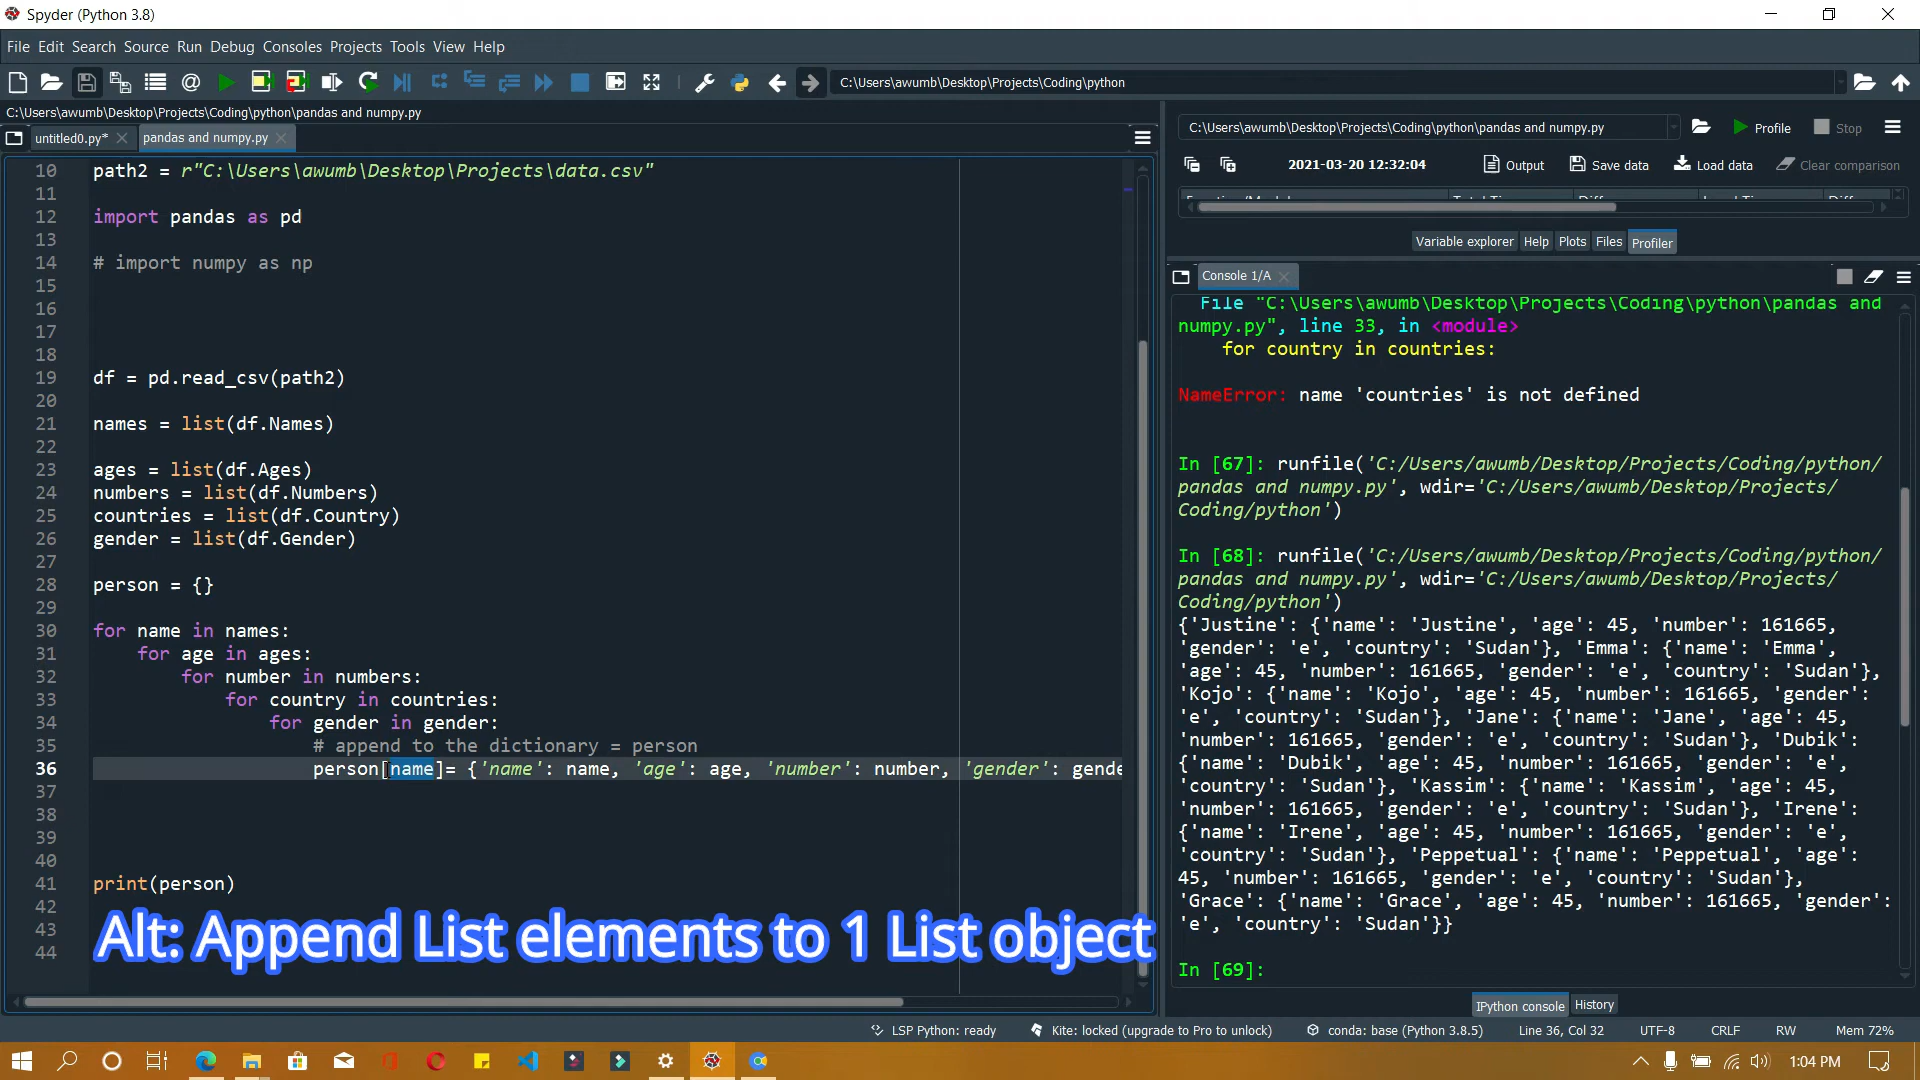 Spyder (Python 3.8)
File Edit Search Source Run Debug Consoles Projects Tools View Help
C:\Users\awumb\Desktop\Projects\Coding\python
C:\Users\awumb\Desktop\Projects\Coding\python\pandas and numpy.py
untitled0.py*
pandas and numpy.py
10 path2 = r"C:\Users\awumb\Desktop\Projects\data.csv"
11
12 import pandas as pd
13
14 # import numpy as np
15
16
17
18
19 df = pd.read_csv(path2)
20
21 names = list(df.Names)
22
23 ages = list(df.Ages)
24 numbers = list(df.Numbers)
25 countries = list(df.Country)
26 gender = list(df.Gender)
27
28 person = {}
29
30 for name in names:
31 for age in ages:
32 for number in numbers:
33 for country in countries:
34 for gender in gender:
35 # append to the dictionary = person
36 person[name]= {'name': name, 'age': age, 'number': number, 'gender': gende
37
38
39
40
41 print(person)
42
43
44
Alt: Append List elements to 1 List object
C:\Users\awumb\Desktop\Projects\Coding\python\pandas and numpy.py
Profile
Stop
2021-03-20 12:32:04
Output
Save data
Load data
Clear comparison
Variable explorer Help Plots Files Profiler
Console 1/A
File "C:\Users\awumb\Desktop\Projects\Coding\python\pandas and
numpy.py", line 33, in <module>
for country in countries:
NameError: name 'countries' is not defined
In [67]: runfile('C:/Users/awumb/Desktop/Projects/Coding/python/
pandas and numpy.py', wdir='C:/Users/awumb/Desktop/Projects/
Coding/python')
In [68]: runfile('C:/Users/awumb/Desktop/Projects/Coding/python/
pandas and numpy.py', wdir='C:/Users/awumb/Desktop/Projects/
Coding/python')
{'Justine': {'name': 'Justine', 'age': 45, 'number': 161665,
'gender': 'e', 'country': 'Sudan'}, 'Emma': {'name': 'Emma',
'age': 45, 'number': 161665, 'gender': 'e', 'country': 'Sudan'},
'Kojo': {'name': 'Kojo', 'age': 45, 'number': 161665, 'gender':
'e', 'country': 'Sudan'}, 'Jane': {'name': 'Jane', 'age': 45,
'number': 161665, 'gender': 'e', 'country': 'Sudan'}, 'Dubik':
{'name': 'Dubik', 'age': 45, 'number': 161665, 'gender': 'e',
'country': 'Sudan'}, 'Kassim': {'name': 'Kassim', 'age': 45,
'number': 161665, 'gender': 'e', 'country': 'Sudan'}, 'Irene':
{'name': 'Irene', 'age': 45, 'number': 161665, 'gender': 'e',
'country': 'Sudan'}, 'Peppetual': {'name': 'Peppetual', 'age':
45, 'number': 161665, 'gender': 'e', 'country': 'Sudan'},
'Grace': {'name': 'Grace', 'age': 45, 'number': 161665, 'gender':
'e', 'country': 'Sudan'}}
In [69]:
IPython console History
LSP Python: ready Kite: locked (upgrade to Pro to unlock) conda: base (Python 3.8.5) Line 36, Col 32 UTF-8 CRLF RW Mem 72%
1:04 PM